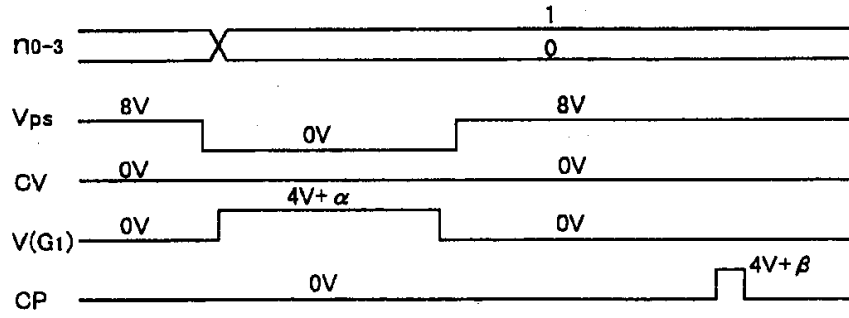 1
n0-3 0
8V 8V
Vps 0V
0V 0V
CV
4V+α
0V 0V
V(G1)
4V+β
0V
CP